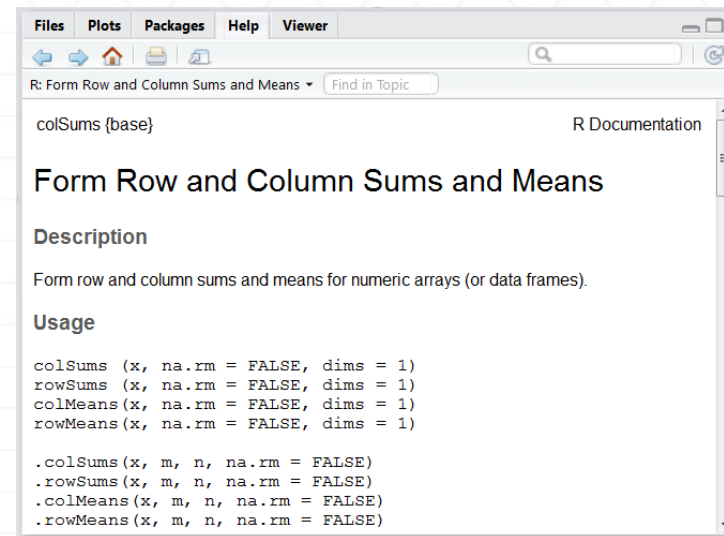 Files Plots Packages Help Viewer
R: Form Row and Column Sums and Means Find in Topic
colSums {base} R Documentation
Form Row and Column Sums and Means
Description
Form row and column sums and means for numeric arrays (or data frames).
Usage
colSums (x, na.rm = FALSE, dims = 1)
rowSums (x, na.rm = FALSE, dims = 1)
colMeans(x, na.rm = FALSE, dims = 1)
rowMeans(x, na.rm = FALSE, dims = 1)
.colSums(x, m, n, na.rm = FALSE)
.rowSums(x, m, n, na.rm = FALSE)
.colMeans(x, m, n, na.rm = FALSE)
.rowMeans(x, m, n, na.rm = FALSE)